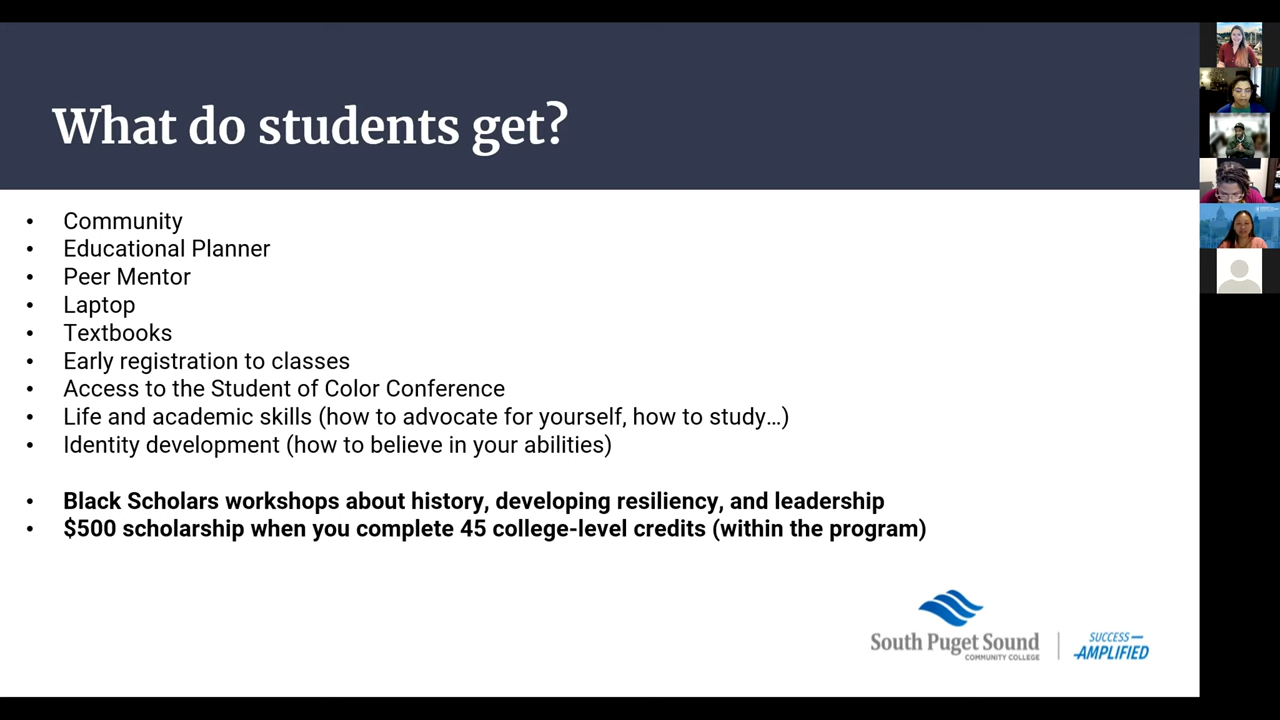 What do students get?
• Community
• Educational Planner
• Peer Mentor
• Laptop
• Textbooks
• Early registration to classes
• Access to the Student of Color Conference
• Life and academic skills (how to advocate for yourself, how to study…)
• Identity development (how to believe in your abilities)
• Black Scholars workshops about history, developing resiliency, and leadership
• $500 scholarship when you complete 45 college-level credits (within the program)
South Puget Sound
COMMUNITY COLLEGE
SUCCESS
AMPLIFIED